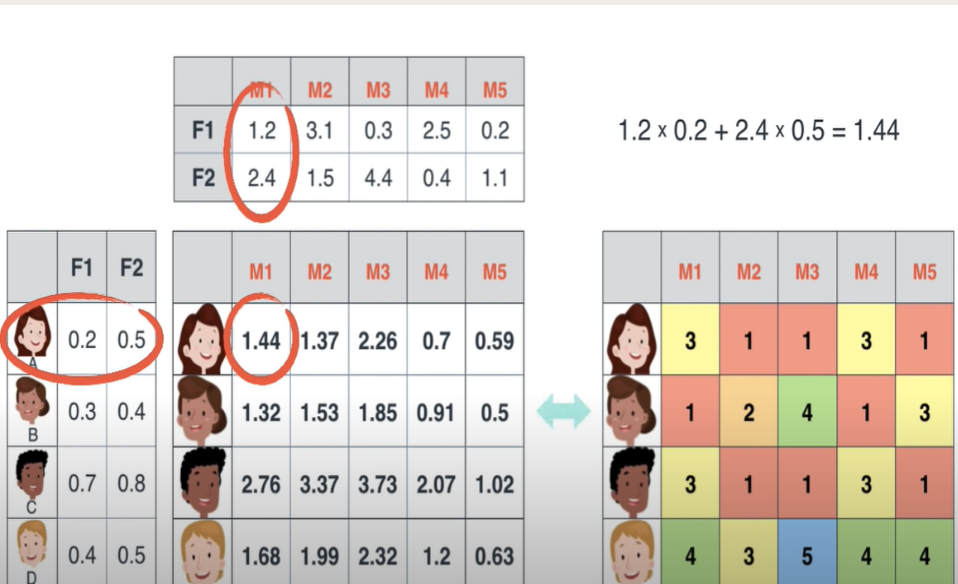 M1 M2 M3 M4 M5
F1 1.2 3.1 0.3 2.5 0.2
F2 2.4 1.5 4.4 0.4 1.1
1.2 × 0.2 + 2.4 × 0.5 = 1.44
F1 F2
A 0.2 0.5
B 0.3 0.4
C 0.7 0.8
D 0.4 0.5
M1 M2 M3 M4 M5
1.44 1.37 2.26 0.7 0.59
1.32 1.53 1.85 0.91 0.5
2.76 3.37 3.73 2.07 1.02
1.68 1.99 2.32 1.2 0.63
M1 M2 M3 M4 M5
3 1 1 3 1
1 2 4 1 3
3 1 1 3 1
4 3 5 4 4